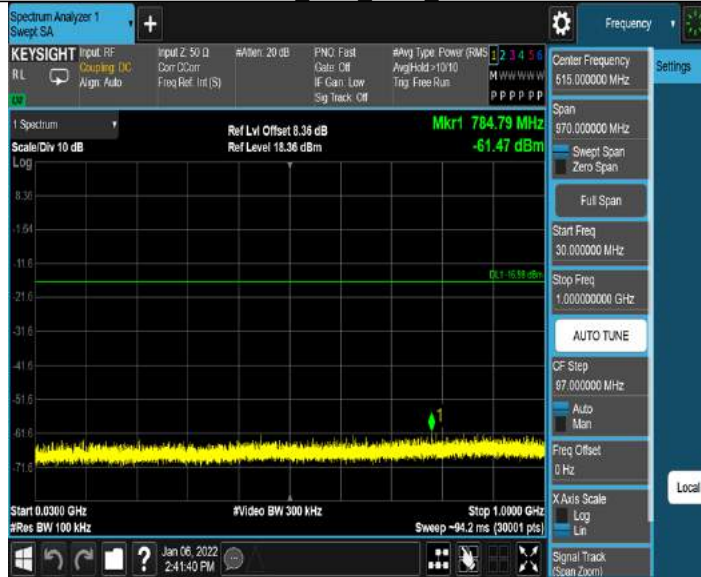 Spectrum Analyzer 1
Swept SA
Frequency
KEYSIGHT
Input: RF
Coupling: DC
Align: Auto
Input Z: 50 Ω
Corr CCorr
Freq Ref: Int (S)
#Atten: 20 dB
PNO: Fast
Gate: Off
IF Gain: Low
Sig Track: Off
#Avg Type: Power (RMS
Avg|Hold:>10/10
Trig: Free Run
1 2 3 4 5 6
M W W W W W
P P P P P P
RL
1 Spectrum
Scale/Div 10 dB
Ref Lvl Offset 8.36 dB
Ref Level 18.36 dBm
Mkr1 784.79 MHz
-61.47 dBm
Log
8.36
-1.64
-11.6
DL1 -16.98 dBm
-21.6
-31.6
-41.6
-51.6
1
-61.6
-71.6
Start 0.0300 GHz
#Res BW 100 kHz
#Video BW 300 kHz
Stop 1.0000 GHz
Sweep ~94.2 ms (30001 pts)
Jan 06, 2022
2:41:40 PM
Center Frequency
515.000000 MHz
Settings
Span
970.000000 MHz
Swept Span
Zero Span
Full Span
Start Freq
30.000000 MHz
Stop Freq
1.000000000 GHz
AUTO TUNE
CF Step
97.000000 MHz
Auto
Man
Freq Offset
0 Hz
Local
X Axis Scale
Log
Lin
Signal Track
(Span Zoom)